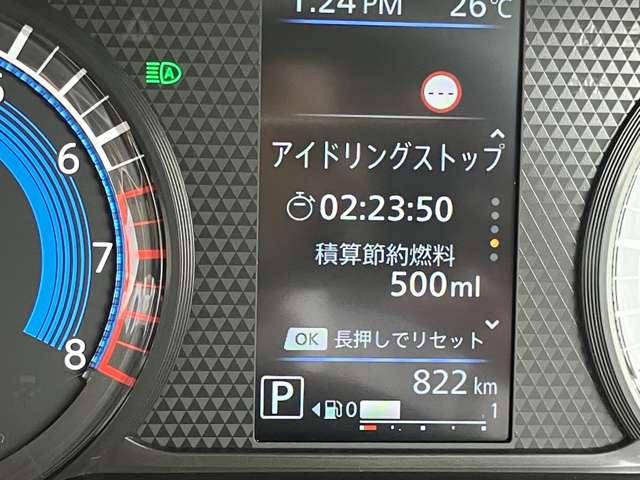 1:24 PM 26℃
---
アイドリングストップ
02:23:50
積算節約燃料
500ml
OK 長押しでリセット
822 km
P
0 1
A
6
7
8